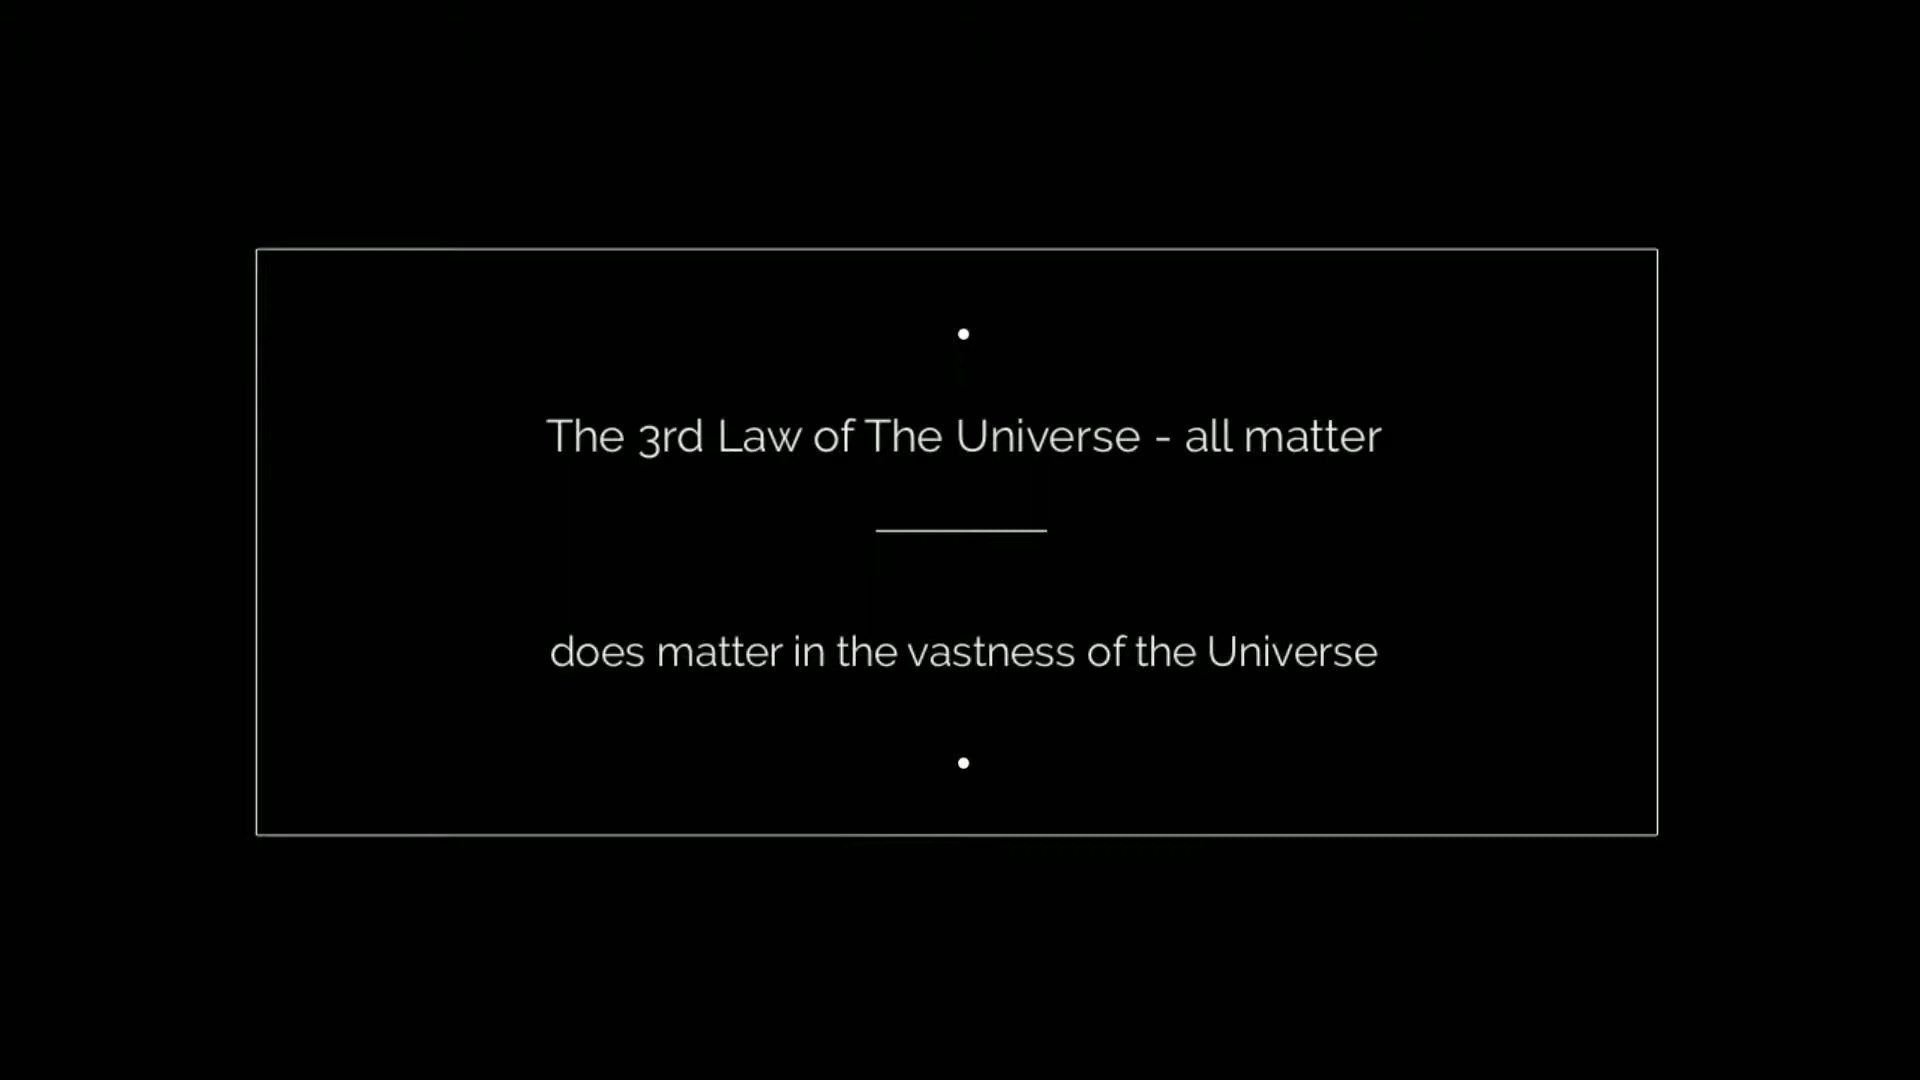 The 3rd Law of The Universe - all matter
does matter in the vastness of the Universe